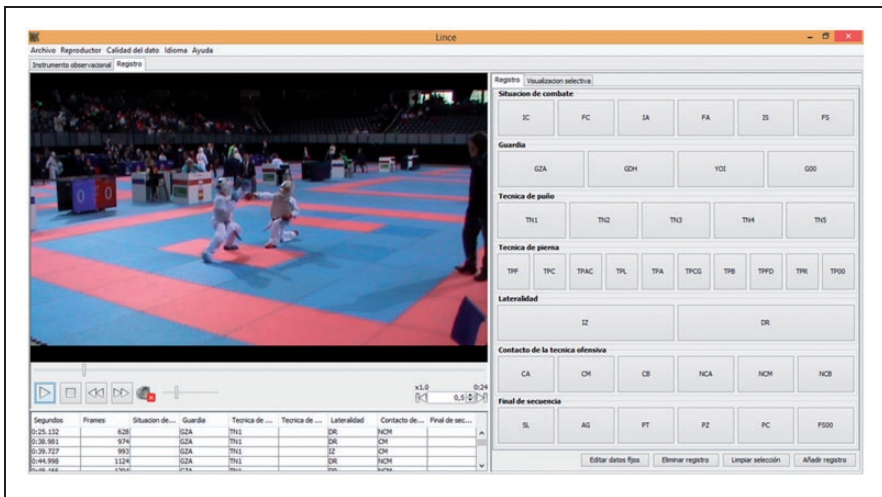 Lince
Archivo Reproductor Calidad del dato Idioma Ayuda
Instrumento observacional Registro
Registro Visualizacion selectiva
Situacion de combate
IC FC IA FA IS FS
Guardia
GZA GDH YOI G00
Tecnica de puño
TN1 TN2 TN3 TN4 TN5
Tecnica de pierna
TPF TPC TPAC TPL TPA TPCG TPB TPFD TPR TP00
Lateralidad
IZ DR
Contacto de la tecnica ofensiva
CA CM CB NCA NCM NCB
Final de secuencia
SL AG PT PZ PC FS00
Editar datos fijos Eliminar registro Limpiar selección Añadir registro
0 0
x1.0 0:24
0,5
Segundos Frames Situacion de... Guardia Tecnica de ... Tecnica de ... Lateralidad Contacto de... Final de sec...
0:25.132 628 GZA TN1 DR NCM
0:38.981 974 GZA TN1 DR CM
0:39.727 993 GZA TN1 IZ CM
0:44.998 1124 GZA TN1 DR NCM